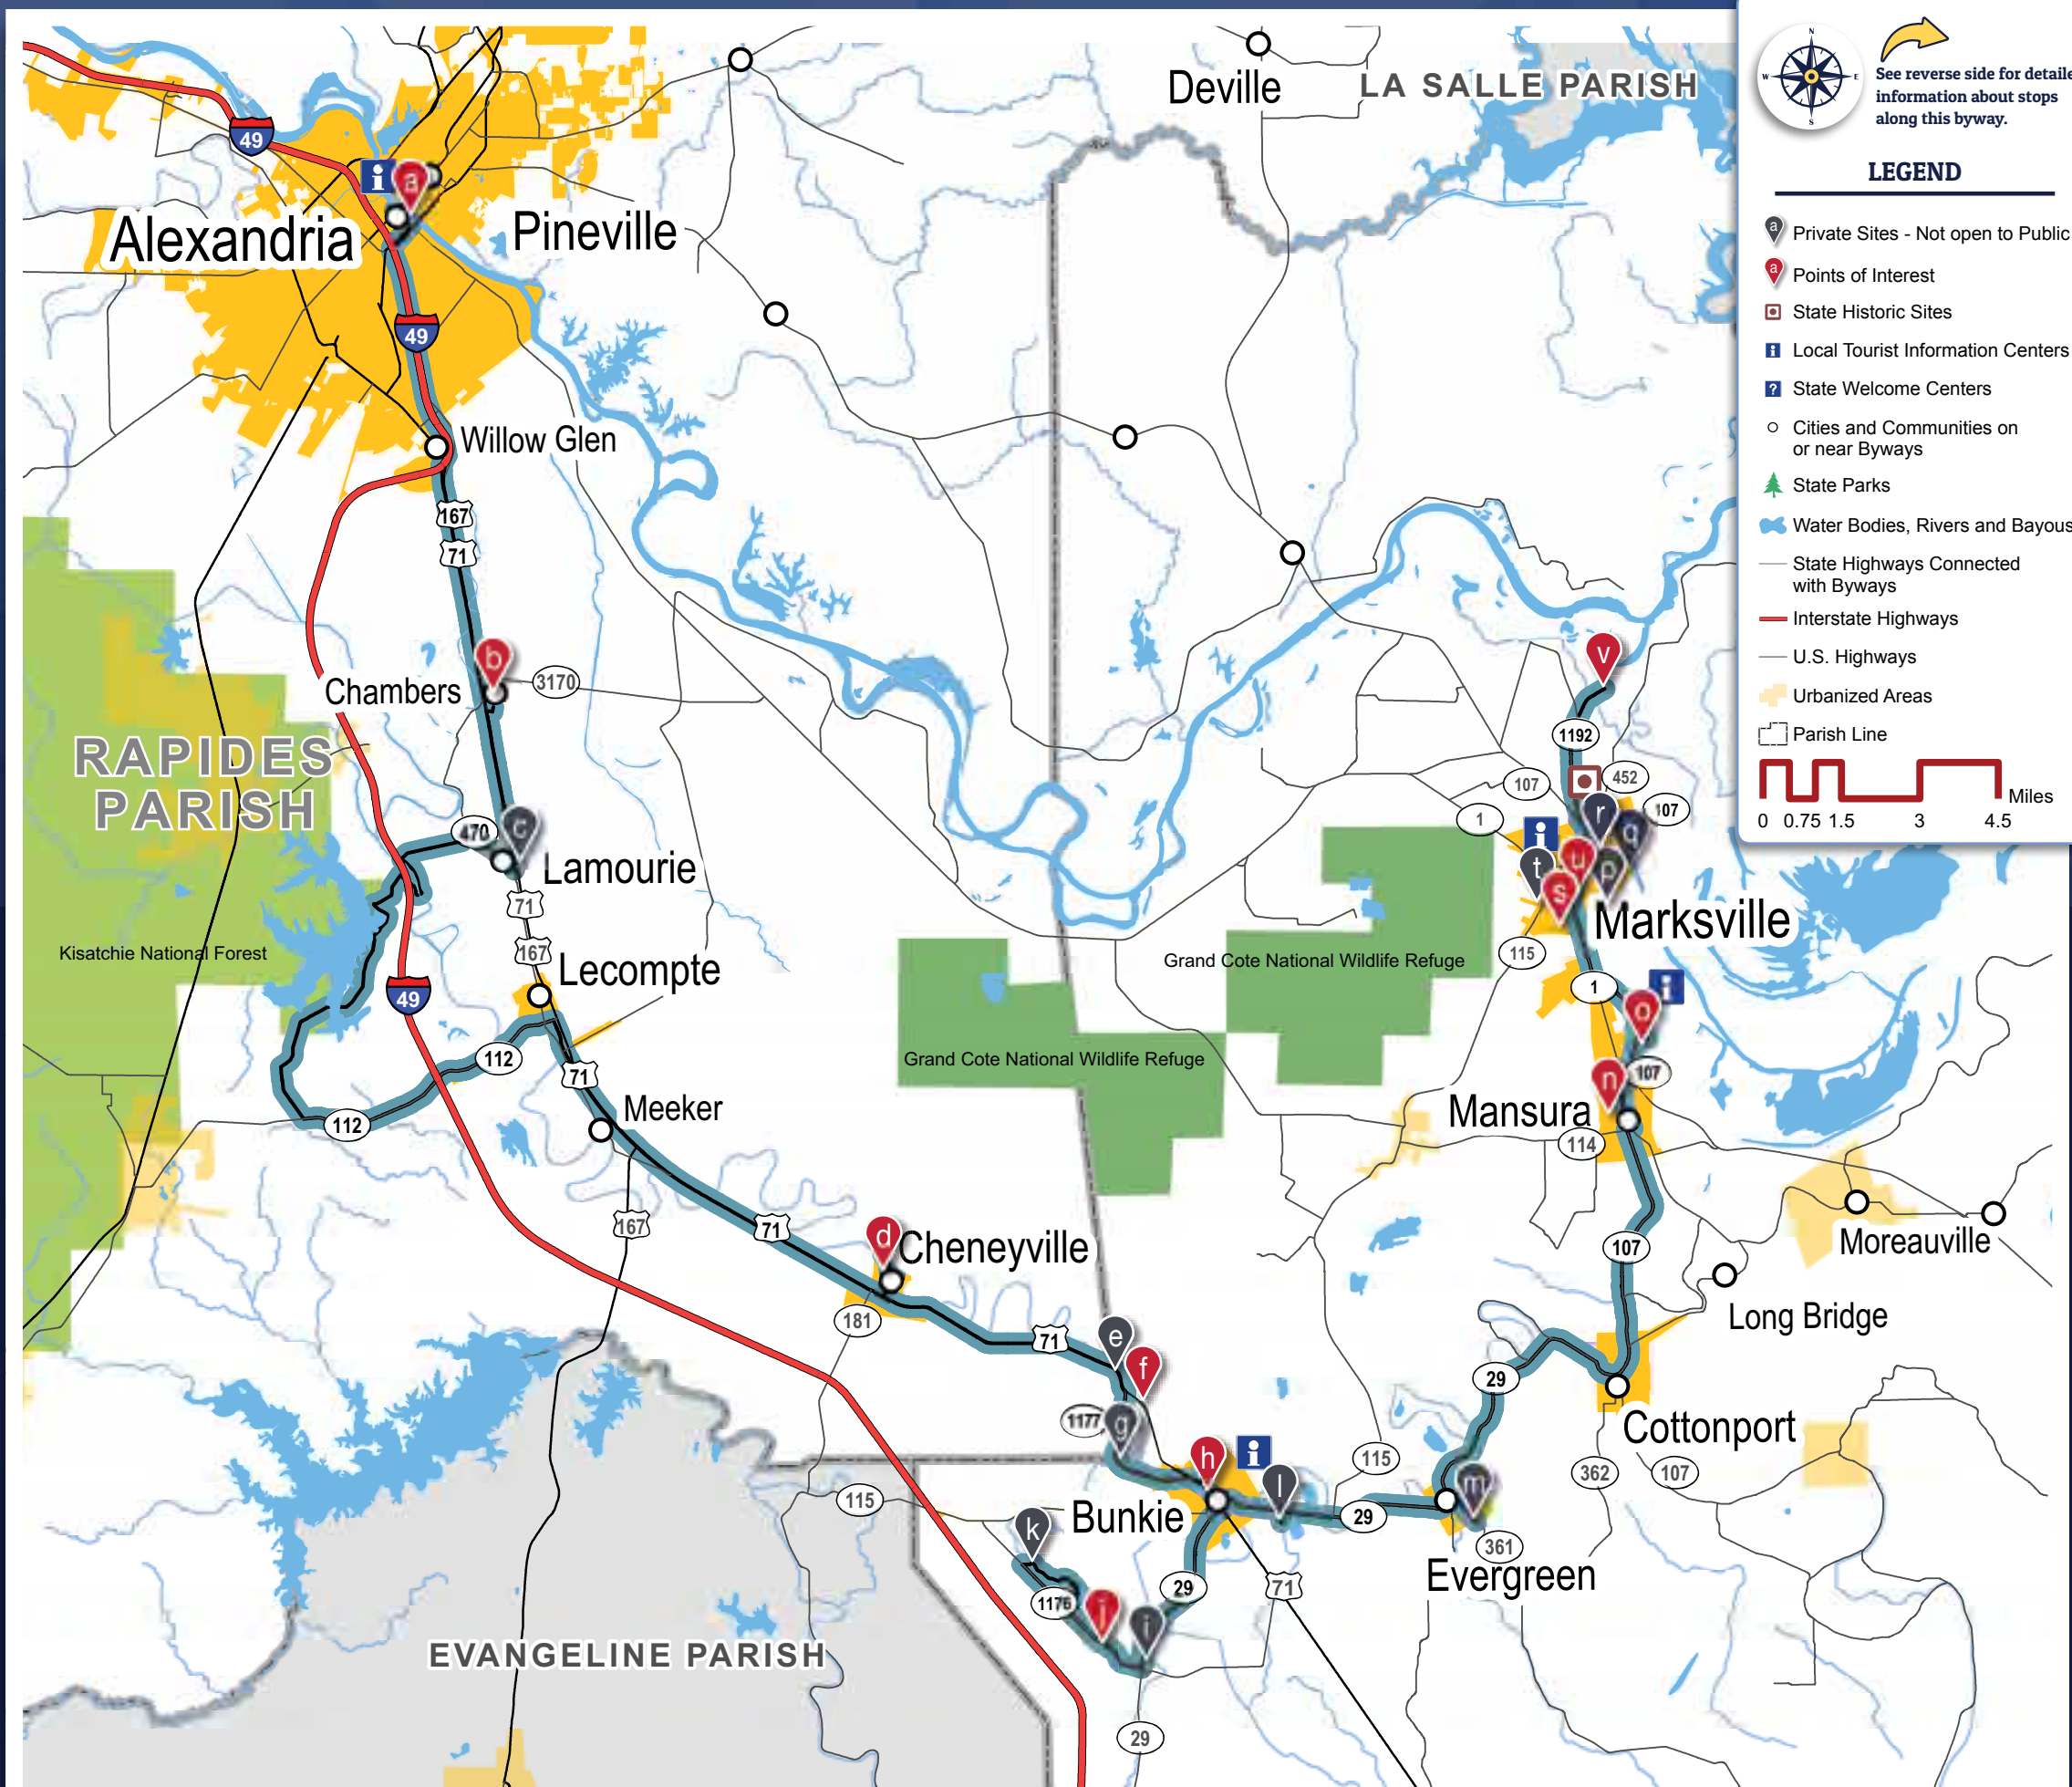 N
W
E
S
See reverse side for detaile
information about stops
along this byway.
LEGEND
a Private Sites - Not open to Public
a Points of Interest
State Historic Sites
i Local Tourist Information Centers
? State Welcome Centers
Cities and Communities on
or near Byways
State Parks
Water Bodies, Rivers and Bayous
State Highways Connected
with Byways
Interstate Highways
U.S. Highways
Urbanized Areas
Parish Line
Miles
0 0.75 1.5 3 4.5
Deville
LA SALLE PARISH
49
i
a
Alexandria
Pineville
49
Willow Glen
167
71
b
Chambers
3170
v
1192
RAPIDES
PARISH
107
452
1
107
r
q
i
470
c
Lamourie
t
u
p
s
71
Marksville
Kisatchie National Forest
167
Lecompte
Grand Cote National Wildlife Refuge
115
49
1
i
o
112
71
Grand Cote National Wildlife Refuge
n
107
Meeker
Mansura
112
114
167
71
d
Cheneyville
107
Moreauville
181
71
e
f
Long Bridge
29
1177
g
Cottonport
h
i
l
115
m
362
107
115
Bunkie
29
k
361
Evergreen
29
71
1176
j
i
EVANGELINE PARISH
29